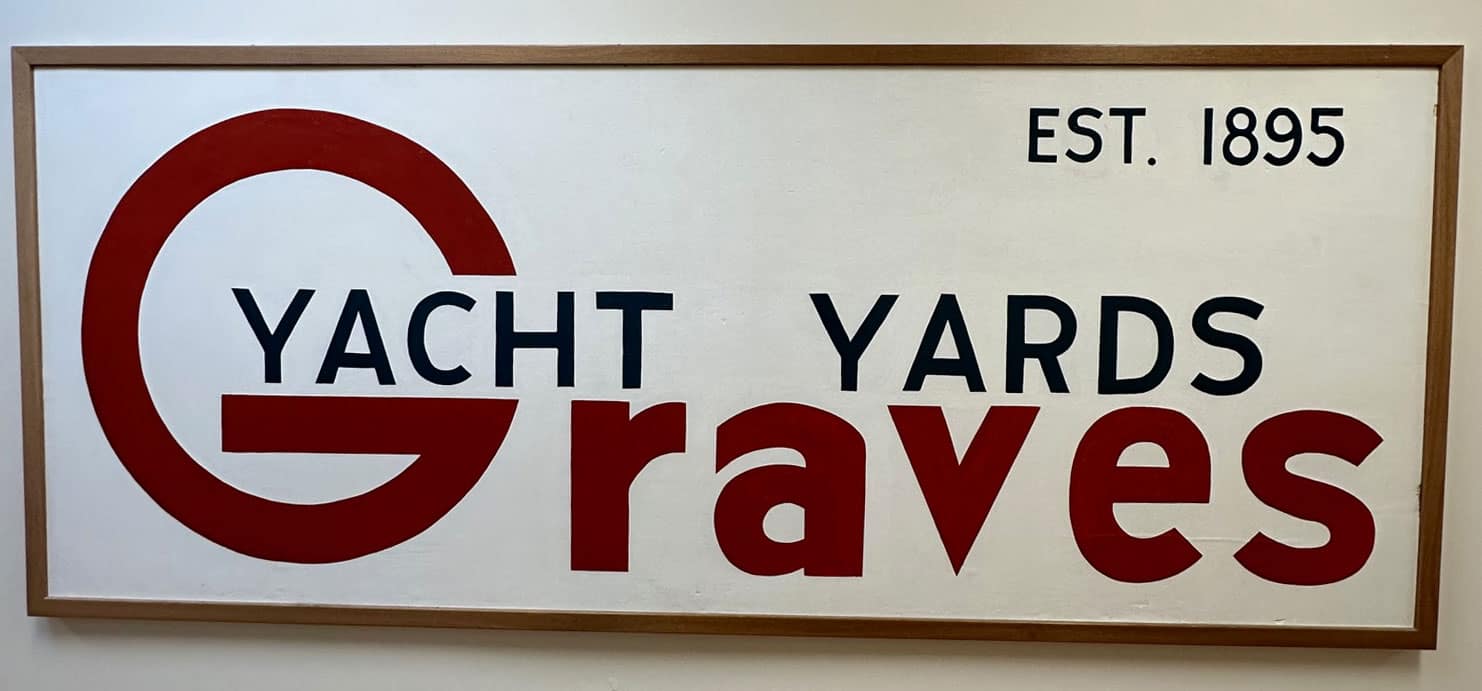 EST. 1895
YACHT YARDS
Graves